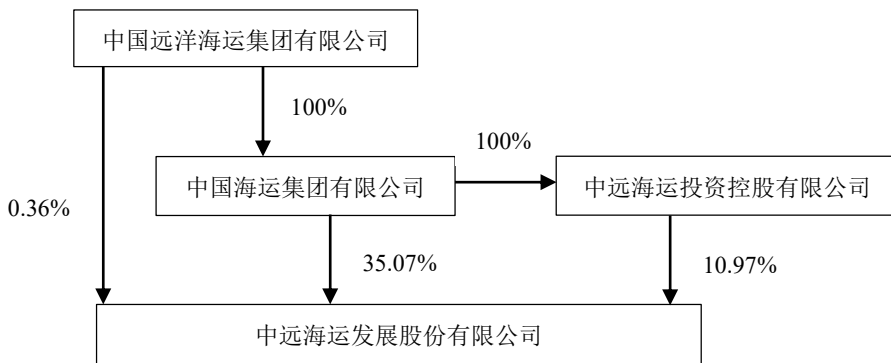 中国远洋海运集团有限公司
100%
100%
中国海运集团有限公司
中远海运投资控股有限公司
0.36%
35.07%
10.97%
中远海运发展股份有限公司